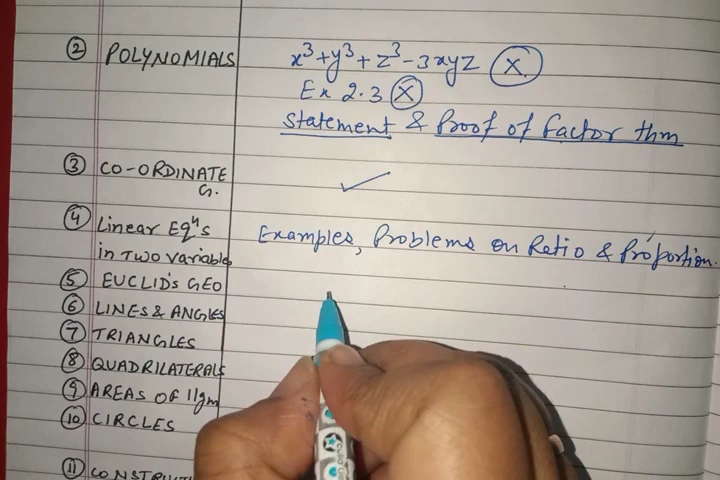 ② POLYNOMIALS x³+y³+z³-3xyz (X).
Ex 2.3 (X)
Statement & Proof of factor thm
③ CO-ORDINATE
G.
④ Linear Eqⁿs Examples, Problems on Ratio & Proportion.
in Two Variables
⑤ EUCLID's GEO
⑥ LINES & ANGLES
⑦ TRIANGLES
⑧ QUADRILATERALS
⑨ AREAS OF llgm
⑩ CIRCLES
⑪